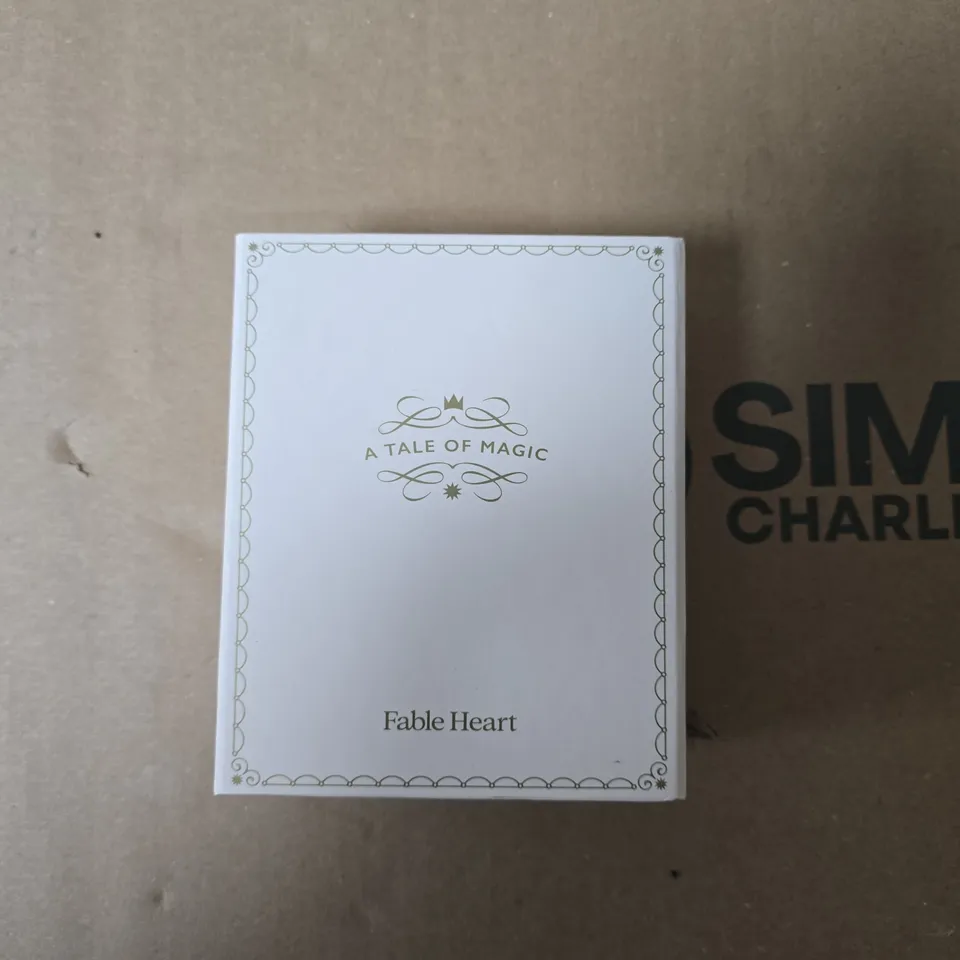 A TALE OF MAGIC
Fable Heart
SIM
CHARL